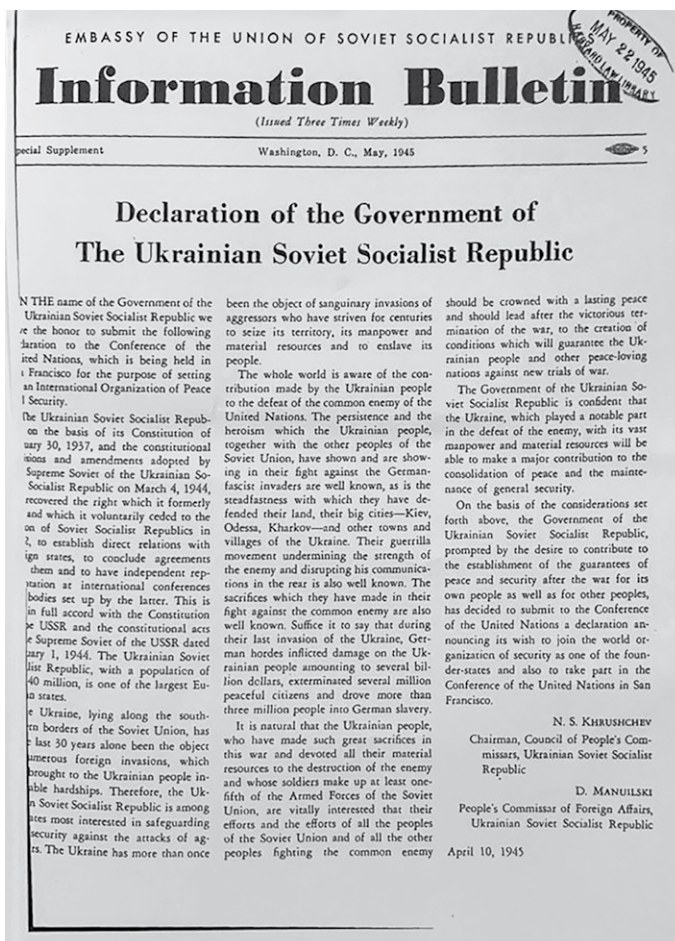 EMBASSY OF THE UNION OF SOVIET SOCIALIST REPUBLICS
PROPERTY OF
MAY 22 1945
HARVARD LAW LIBRARY
Information Bulletin
(Issued Three Times Weekly)
pecial Supplement
Washington, D. C., May, 1945
5
Declaration of the Government of
The Ukrainian Soviet Socialist Republic
N THE name of the Government of the
Ukrainian Soviet Socialist Republic we
the honor to submit the following
laration to the Conference of the
ited Nations, which is being held in
Francisco for the purpose of setting
an International Organization of Peace
Security.
The Ukrainian Soviet Socialist Repub-
on the basis of its Constitution of
uary 30, 1937, and the constitutional
isions and amendments adopted by
Supreme Soviet of the Ukrainian So-
Socialist Republic on March 4, 1944,
recovered the right which it formerly
and which it voluntarily ceded to the
on of Soviet Socialist Republics in
2, to establish direct relations with
ign states, to conclude agreements
them and to have independent rep-
tation at international conferences
bodies set up by the latter. This is
in full accord with the Constitution
e USSR and the constitutional acts
e Supreme Soviet of the USSR dated
uary 1, 1944. The Ukrainian Soviet
list Republic, with a population of
40 million, is one of the largest Eu-
n states.
e Ukraine, lying along the south-
rn borders of the Soviet Union, has
last 30 years alone been the object
umerous foreign invasions, which
brought to the Ukrainian people in-
able hardships. Therefore, the Uk-
n Soviet Socialist Republic is among
ates most interested in safeguarding
security against the attacks of ag-
rs. The Ukraine has more than once
been the object of sanguinary invasions of
aggressors who have striven for centuries
to seize its territory, its manpower and
material resources and to enslave its
people.
The whole world is aware of the con-
tribution made by the Ukrainian people
to the defeat of the common enemy of the
United Nations. The persistence and the
heroism which the Ukrainian people,
together with the other peoples of the
Soviet Union, have shown and are show-
ing in their fight against the German-
fascist invaders are well known, as is the
steadfastness with which they have de-
fended their land, their big cities—Kiev,
Odessa, Kharkov—and other towns and
villages of the Ukraine. Their guerrilla
movement undermining the strength of
the enemy and disrupting his communica-
tions in the rear is also well known. The
sacrifices which they have made in their
fight against the common enemy are also
well known. Suffice it to say that during
their last invasion of the Ukraine, Ger-
man hordes inflicted damage on the Uk-
rainian people amounting to several bil-
lion dollars, exterminated several million
peaceful citizens and drove more than
three million people into German slavery.
It is natural that the Ukrainian people,
who have made such great sacrifices in
this war and devoted all their material
resources to the destruction of the enemy
and whose soldiers make up at least one-
fifth of the Armed Forces of the Soviet
Union, are vitally interested that their
efforts and the efforts of all the peoples
of the Soviet Union and of all the other
peoples fighting the common enemy
should be crowned with a lasting peace
and should lead after the victorious ter-
mination of the war, to the creation of
conditions which will guarantee the Uk-
rainian people and other peace-loving
nations against new trials of war.
The Government of the Ukrainian So-
viet Socialist Republic is confident that
the Ukraine, which played a notable part
in the defeat of the enemy, with its vast
manpower and material resources will be
able to make a major contribution to the
consolidation of peace and the mainte-
nance of general security.
On the basis of the considerations set
forth above, the Government of the
Ukrainian Soviet Socialist Republic,
prompted by the desire to contribute to
the establishment of the guarantees of
peace and security after the war for its
own people as well as for other peoples,
has decided to submit to the Conference
of the United Nations a declaration an-
nouncing its wish to join the world or-
ganization of security as one of the foun-
der-states and also to take part in the
Conference of the United Nations in San
Francisco.
N. S. KHRUSHCHEV
Chairman, Council of People's Com-
missars, Ukrainian Soviet Socialist
Republic
D. MANUILSKI
People's Commissar of Foreign Affairs,
Ukrainian Soviet Socialist Republic
April 10, 1945